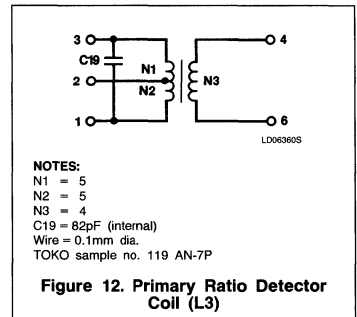 3 4
C19
N1
2 N3
N2
1 6
LD06360S
NOTES:
N1 = 5
N2 = 5
N3 = 4
C19 = 82pF (internal)
Wire = 0.1mm dia.
TOKO sample no. 119 AN-7P
Figure 12. Primary Ratio Detector
Coil (L3)